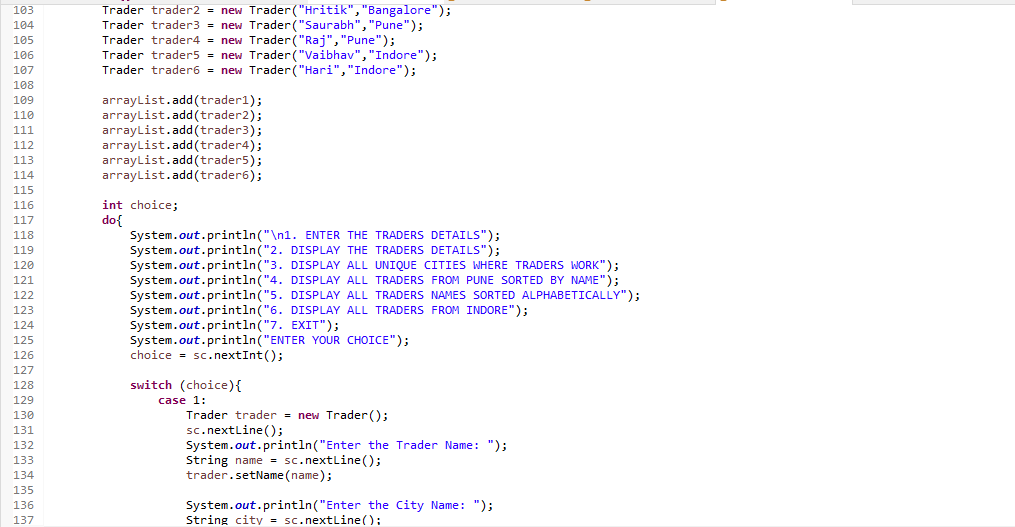 103 Trader trader2 = new Trader("Hritik","Bangalore");
104 Trader trader3 = new Trader("Saurabh","Pune");
105 Trader trader4 = new Trader("Raj","Pune");
106 Trader trader5 = new Trader("Vaibhav","Indore");
107 Trader trader6 = new Trader("Hari","Indore");
108
109 arrayList.add(trader1);
110 arrayList.add(trader2);
111 arrayList.add(trader3);
112 arrayList.add(trader4);
113 arrayList.add(trader5);
114 arrayList.add(trader6);
115
116 int choice;
117 do{
118 System.out.println("\n1. ENTER THE TRADERS DETAILS");
119 System.out.println("2. DISPLAY THE TRADERS DETAILS");
120 System.out.println("3. DISPLAY ALL UNIQUE CITIES WHERE TRADERS WORK");
121 System.out.println("4. DISPLAY ALL TRADERS FROM PUNE SORTED BY NAME");
122 System.out.println("5. DISPLAY ALL TRADERS NAMES SORTED ALPHABETICALLY");
123 System.out.println("6. DISPLAY ALL TRADERS FROM INDORE");
124 System.out.println("7. EXIT");
125 System.out.println("ENTER YOUR CHOICE");
126 choice = sc.nextInt();
127
128 switch (choice){
129 case 1:
130 Trader trader = new Trader();
131 sc.nextLine();
132 System.out.println("Enter the Trader Name: ");
133 String name = sc.nextLine();
134 trader.setName(name);
135
136 System.out.println("Enter the City Name: ");
137 String city = sc.nextLine();